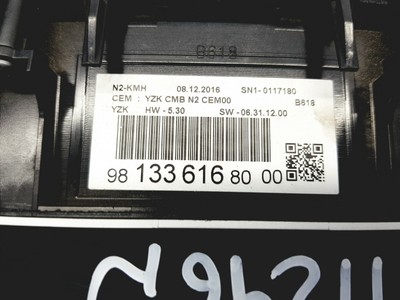 0618
N2-KMH 08.12.2016 SN1-0117180
CEM : YZK CMB N2 CEM00 B618
YZK HW - 5.30 SW - 06.31.12.00
98 133 616 80 00